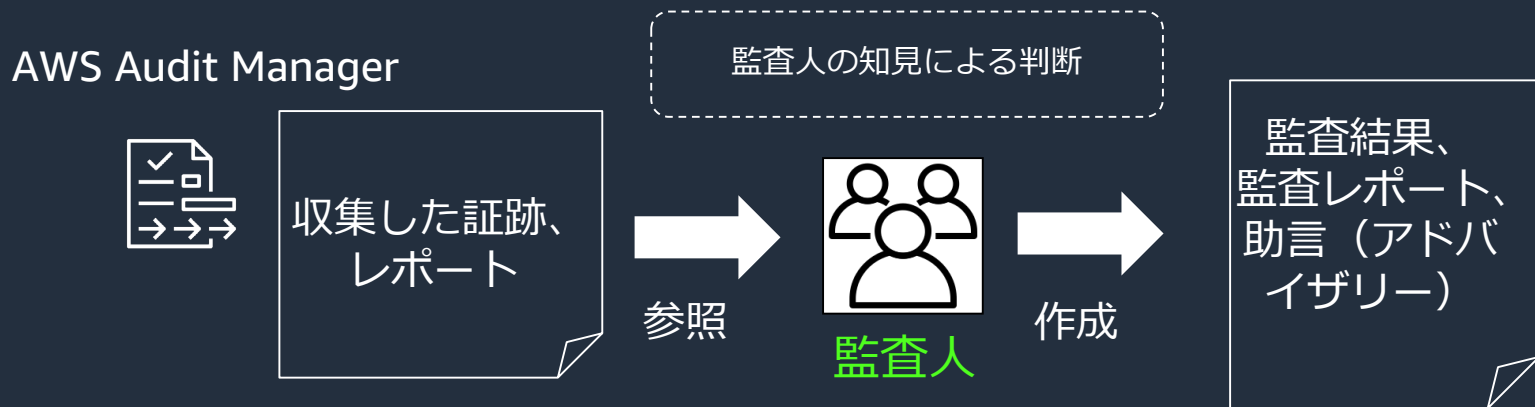 AWS Audit Manager
監査人の知見による判断
収集した証跡、
レポート
参照
監査人
作成
監査結果、
監査レポート、
助言（アドバ
イザリー）